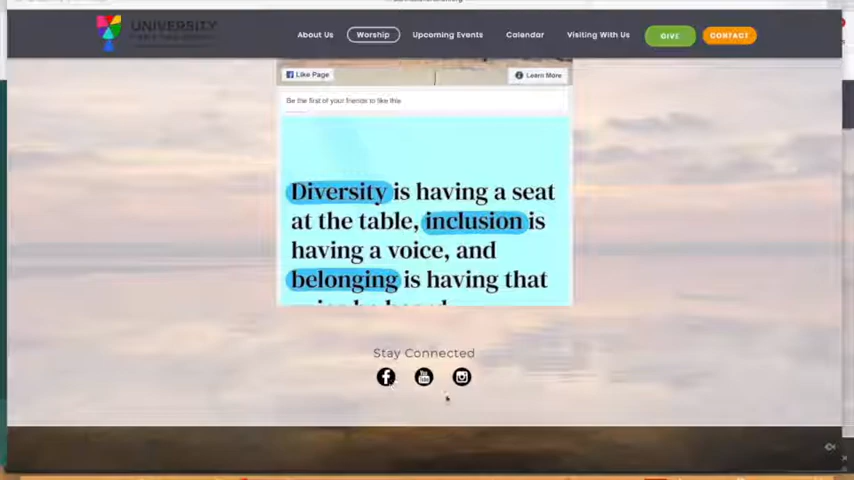 UNIVERSITY
About Us
Worship
Upcoming Events
Calendar
Visiting With Us
GIVE
CONTACT
Like Page
Learn More
Be the first of your friends to like this
Diversity is having a seat
at the table, inclusion is
having a voice, and
belonging is having that
Stay Connected
You
Tube